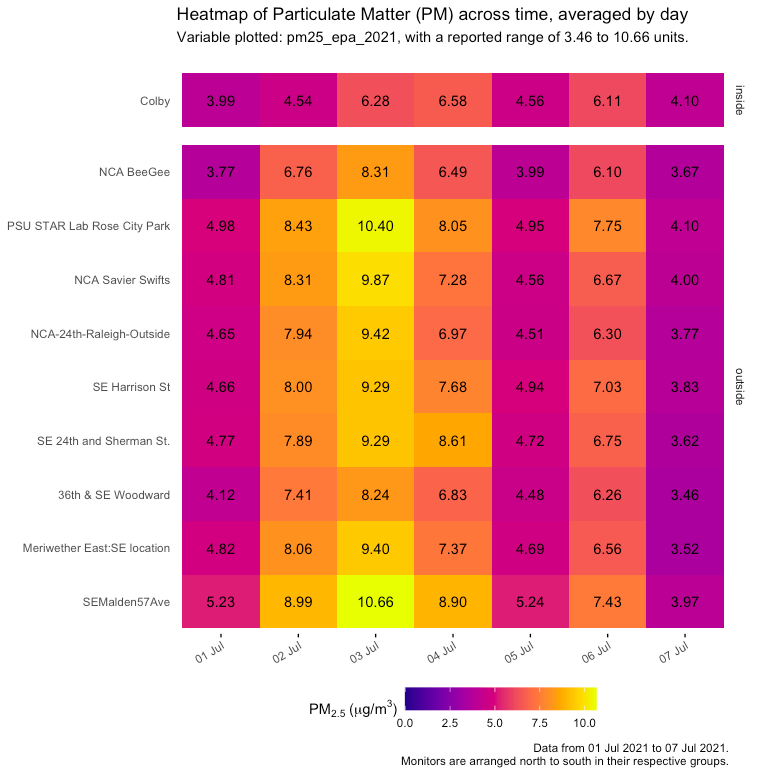 Heatmap of Particulate Matter (PM) across time, averaged by day
Variable plotted: pm25_epa_2021, with a reported range of 3.46 to 10.66 units.
Colby 3.99 4.54 6.28 6.58 4.56 6.11 4.10
inside
NCA BeeGee 3.77 6.76 8.31 6.49 3.99 6.10 3.67
PSU STAR Lab Rose City Park 4.98 8.43 10.40 8.05 4.95 7.75 4.10
NCA Savier Swifts 4.81 8.31 9.87 7.28 4.56 6.67 4.00
NCA-24th-Raleigh-Outside 4.65 7.94 9.42 6.97 4.51 6.30 3.77
SE Harrison St 4.66 8.00 9.29 7.68 4.94 7.03 3.83
outside
SE 24th and Sherman St. 4.77 7.89 9.29 8.61 4.72 6.75 3.62
36th & SE Woodward 4.12 7.41 8.24 6.83 4.48 6.26 3.46
Meriwether East:SE location 4.82 8.06 9.40 7.37 4.69 6.56 3.52
SEMalden57Ave 5.23 8.99 10.66 8.90 5.24 7.43 3.97
01 Jul 02 Jul 03 Jul 04 Jul 05 Jul 06 Jul 07 Jul
PM2.5 (μg/m3)
0.0 2.5 5.0 7.5 10.0
Data from 01 Jul 2021 to 07 Jul 2021.
Monitors are arranged north to south in their respective groups.